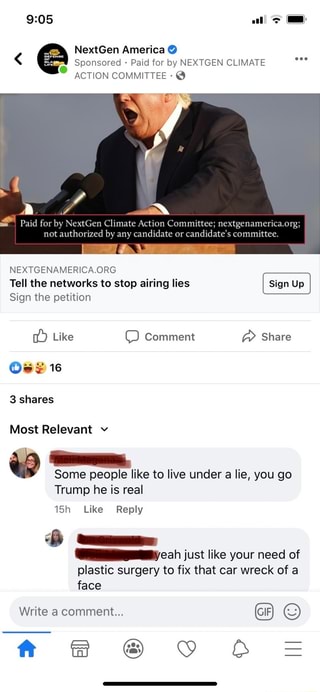 9:05
NextGen America
Sponsored · Paid for by NEXTGEN CLIMATE
ACTION COMMITTEE ·
Paid for by NextGen Climate Action Committee; nextgenamerica.org;
not authorized by any candidate or candidate's committee.
NEXTGENAMERICA.ORG
Tell the networks to stop airing lies
Sign the petition
Sign Up
Like
Comment
Share
16
3 shares
Most Relevant
Some people like to live under a lie, you go
Trump he is real
15h Like Reply
yeah just like your need of
plastic surgery to fix that car wreck of a
face
Write a comment...
GIF